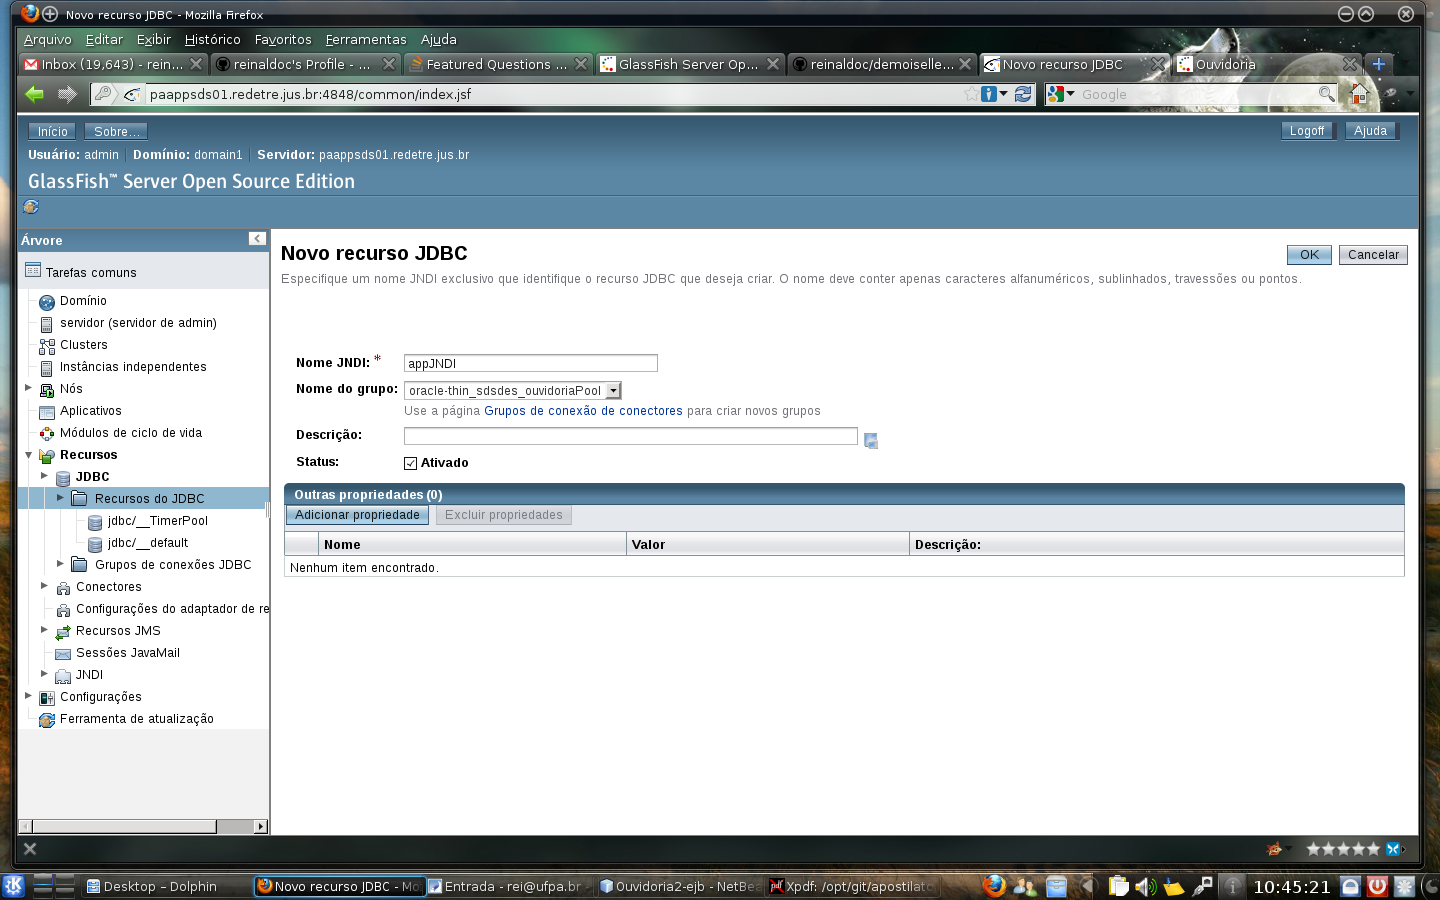 Novo recurso JDBC - Mozilla Firefox
Arquivo Editar Exibir Histórico Favoritos Ferramentas Ajuda
Inbox (19,643) - rein... reinaldoc's Profile - ... Featured Questions ... GlassFish Server Op... reinaldoc/demoiselle... Novo recurso JDBC Ouvidoria
paappsds01.redetre.jus.br:4848/common/index.jsf Google
Início Sobre... Logoff Ajuda
Usuário: admin Domínio: domain1 Servidor: paappsds01.redetre.jus.br
GlassFish™ Server Open Source Edition
Árvore
Tarefas comuns
Domínio
servidor (servidor de admin)
Clusters
Instâncias independentes
Nós
Aplicativos
Módulos de ciclo de vida
Recursos
JDBC
Recursos do JDBC
jdbc/__TimerPool
jdbc/__default
Grupos de conexões JDBC
Conectores
Configurações do adaptador de re
Recursos JMS
Sessões JavaMail
JNDI
Configurações
Ferramenta de atualização
Novo recurso JDBC
OK Cancelar
Especifique um nome JNDI exclusivo que identifique o recurso JDBC que deseja criar. O nome deve conter apenas caracteres alfanuméricos, sublinhados, travessões ou pontos.
Nome JNDI: * appJNDI
Nome do grupo: oracle-thin_sdsdes_ouvidoriaPool
Use a página Grupos de conexão de conectores para criar novos grupos
Descrição:
Status: Ativado
Outras propriedades (0)
Adicionar propriedade Excluir propriedades
Nome Valor Descrição:
Nenhum item encontrado.
Desktop – Dolphin Novo recurso JDBC - Mo Entrada - rei@ufpa.br - Ouvidoria2-ejb - NetBe Xpdf: /opt/git/apostilato 10:45:21